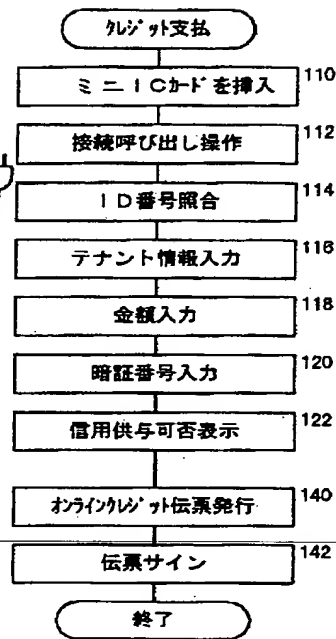 クレジット支払
ミニICカードを挿入
110
接続呼び出し操作
112
ID番号照合
114
テナント情報入力
116
金額入力
118
暗証番号入力
120
信用供与可否表示
122
オンラインクレジット伝票発行
140
伝票サイン
142
終了